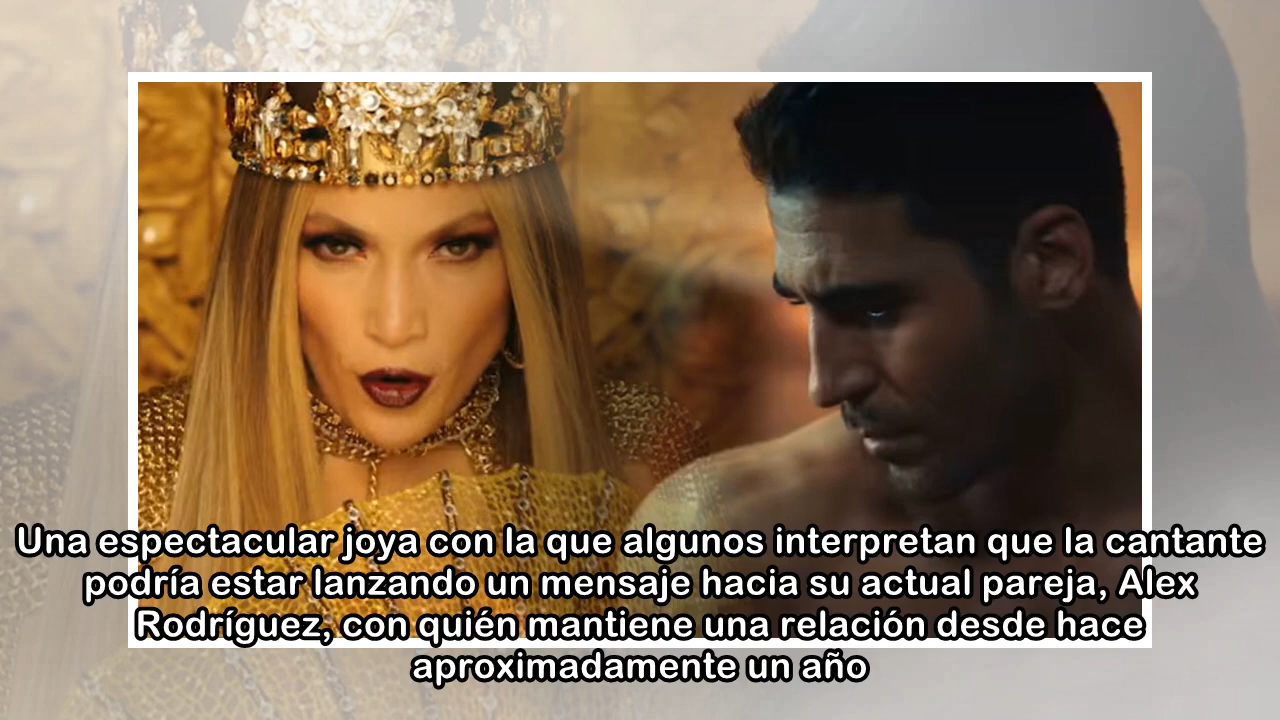 Una espectacular joya con la que algunos interpretan que la cantante
podría estar lanzando un mensaje hacia su actual pareja, Alex
Rodríguez, con quién mantiene una relación desde hace
aproximadamente un año